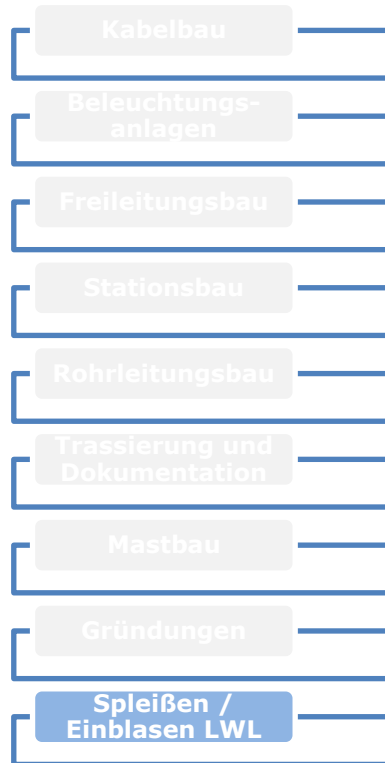 Kabelbau
Beleuchtungs-
anlagen
Freileitungsbau
Stationsbau
Rohrleitungsbau
Trassierung und
Dokumentation
Mastbau
Gründungen
Spleißen /
Einblasen LWL